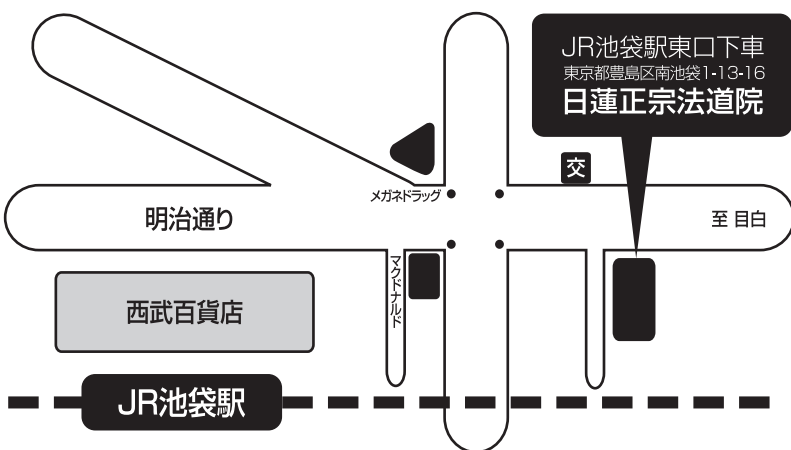 JR池袋駅東口下車
東京都豊島区南池袋1-13-16
日蓮正宗法道院
交
メガネドラッグ
明治通り
至 目白
マクドナルド
西武百貨店
JR池袋駅